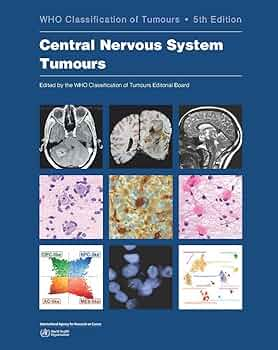 WHO Classification of Tumours • 5th Edition
Central Nervous System
Tumours
Edited by the WHO Classification of Tumours Editorial Board
OPC-like
NPC-like
AC-like
MES-like
International Agency for Research on Cancer
World Health
Organization